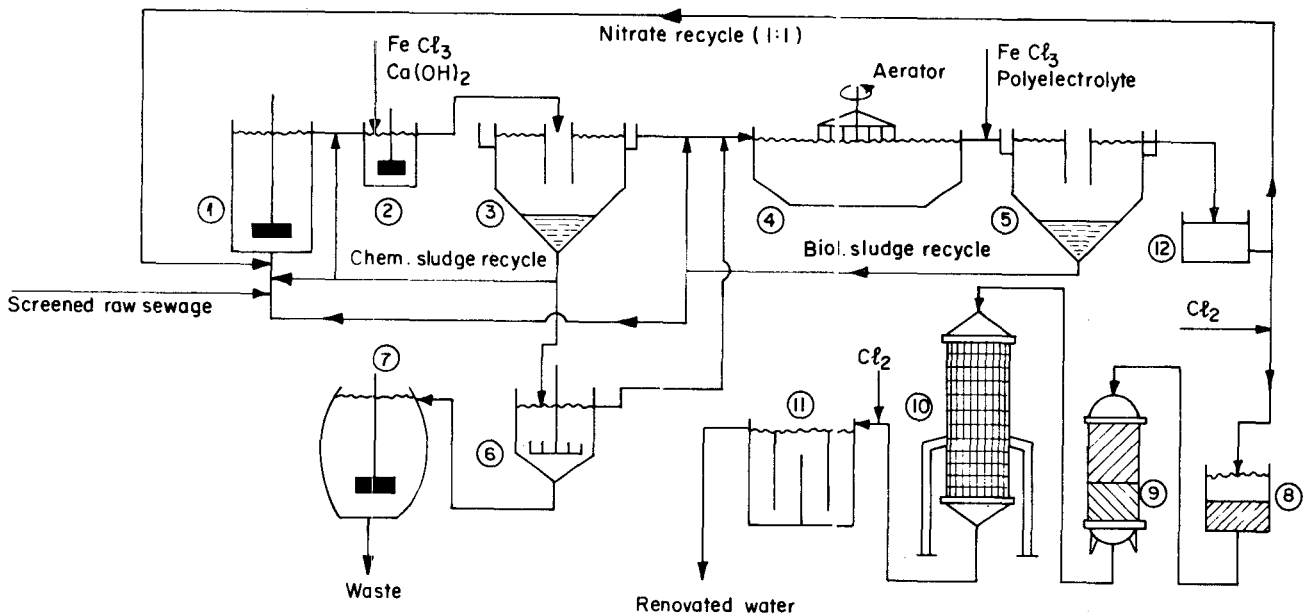 Nitrate recycle (1:1)
Fe Cℓ₃
Ca(OH)₂
Aerator
Fe Cℓ₃
Polyelectrolyte
①
②
③
④
⑤
⑫
Chem. sludge recycle
Biol. sludge recycle
Screened raw sewage
Cℓ₂
⑦
Cℓ₂
⑪
⑩
⑥
⑨
⑧
Waste
Renovated water